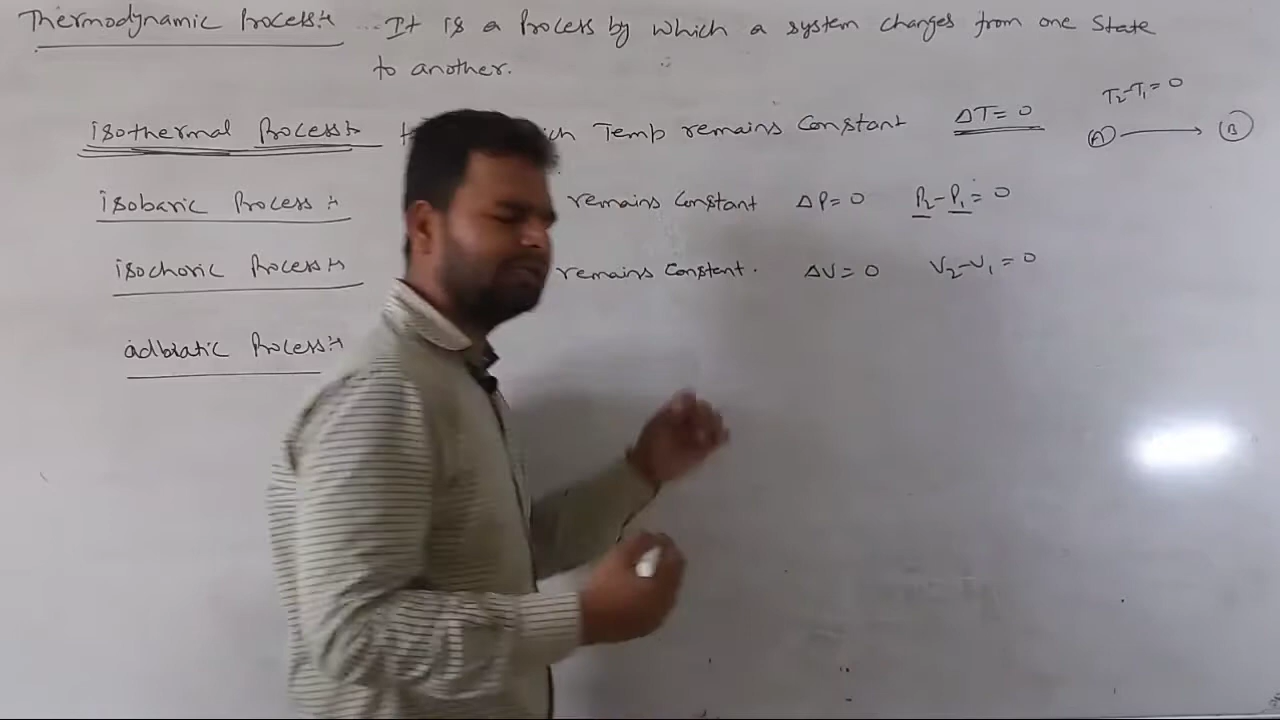 Thermodynamic Process:- It is a Process by which a system changes from one State
to another.
T₂-T₁ = 0
isothermal Process:- Temp remains Constant ΔT = 0 A → B
isobaric Process :- remains Constant ΔP = 0 P₂ - P₁ = 0
isochoric Process:- remains Constant. ΔV = 0 V₂-V₁ = 0
adbiatic Process:-